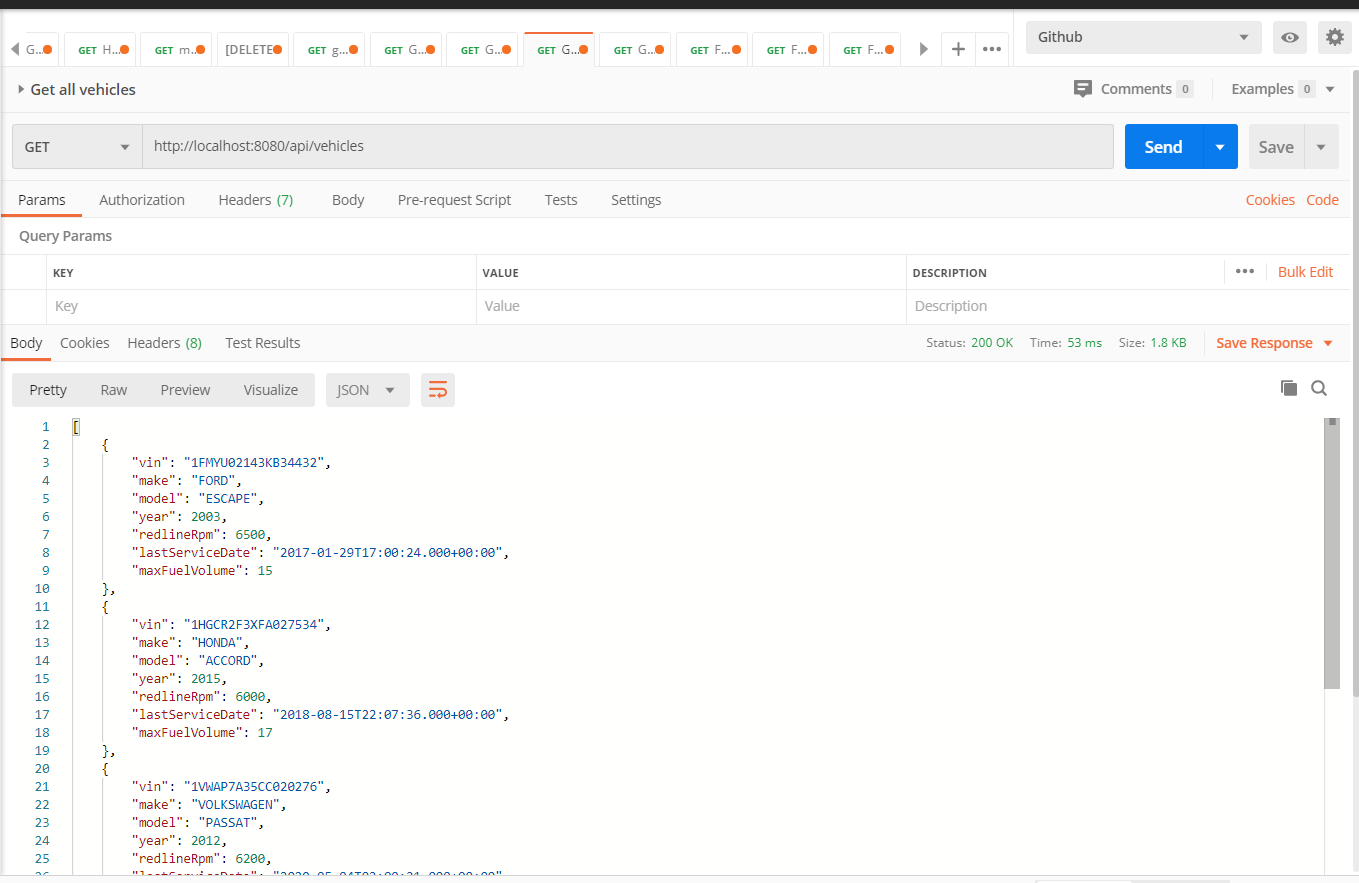 G... GET H... GET m... [DELETE GET g... GET G... GET G... GET G... GET G... GET F... GET F... GET F... + ••• Github
Get all vehicles Comments 0 Examples 0
GET http://localhost:8080/api/vehicles Send Save
Params Authorization Headers (7) Body Pre-request Script Tests Settings Cookies Code
Query Params
KEY VALUE DESCRIPTION ••• Bulk Edit
Key Value Description
Body Cookies Headers (8) Test Results Status: 200 OK Time: 53 ms Size: 1.8 KB Save Response
Pretty Raw Preview Visualize JSON
1 [
2 {
3 "vin": "1FMYU02143KB34432",
4 "make": "FORD",
5 "model": "ESCAPE",
6 "year": 2003,
7 "redlineRpm": 6500,
8 "lastServiceDate": "2017-01-29T17:00:24.000+00:00",
9 "maxFuelVolume": 15
10 },
11 {
12 "vin": "1HGCR2F3XFA027534",
13 "make": "HONDA",
14 "model": "ACCORD",
15 "year": 2015,
16 "redlineRpm": 6000,
17 "lastServiceDate": "2018-08-15T22:07:36.000+00:00",
18 "maxFuelVolume": 17
19 },
20 {
21 "vin": "1VWAP7A35CC020276",
22 "make": "VOLKSWAGEN",
23 "model": "PASSAT",
24 "year": 2012,
25 "redlineRpm": 6200,